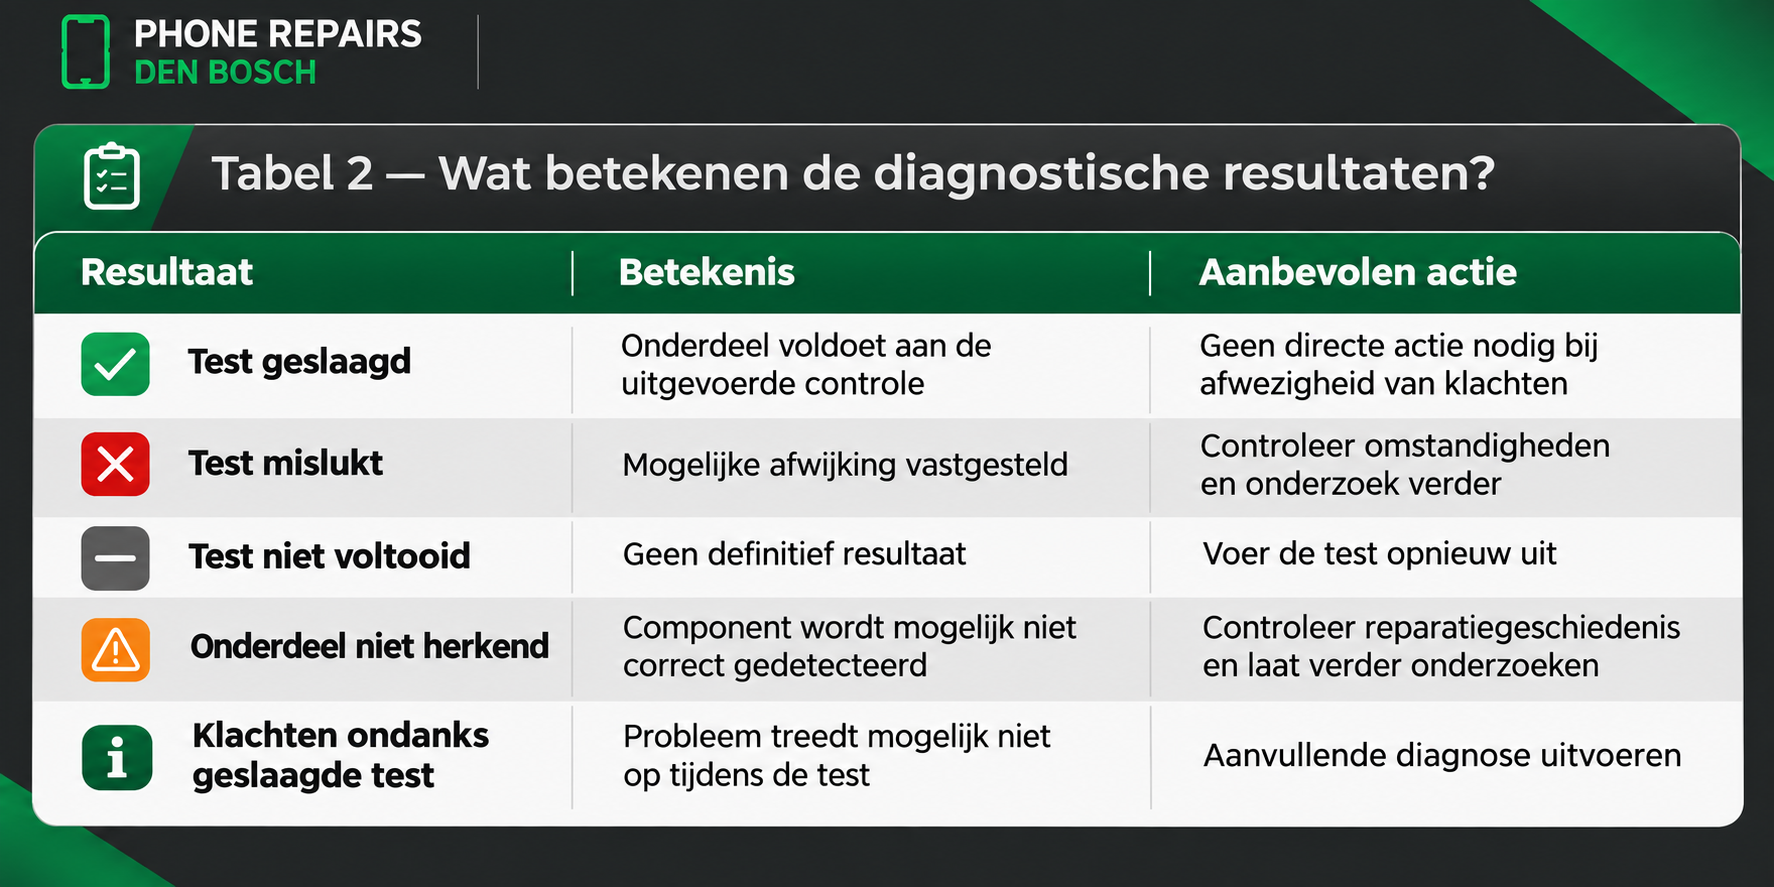 PHONE REPAIRS
DEN BOSCH
Tabel 2 — Wat betekenen de diagnostische resultaten?
Resultaat
Betekenis
Aanbevolen actie
Test geslaagd
Onderdeel voldoet aan de
uitgevoerde controle
Geen directe actie nodig bij
afwezigheid van klachten
Test mislukt
Mogelijke afwijking vastgesteld
Controleer omstandigheden
en onderzoek verder
Test niet voltooid
Geen definitief resultaat
Voer de test opnieuw uit
Onderdeel niet herkend
Component wordt mogelijk niet
correct gedetecteerd
Controleer reparatiegeschiedenis
en laat verder onderzoeken
Klachten ondanks
geslaagde test
Probleem treedt mogelijk niet
op tijdens de test
Aanvullende diagnose uitvoeren